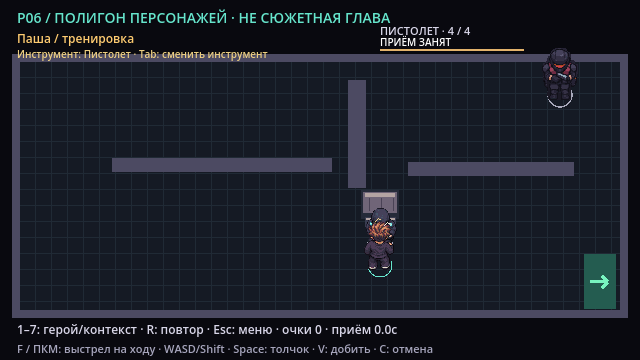 P06 / ПОЛИГОН ПЕРСОНАЖЕЙ · НЕ СЮЖЕТНАЯ ГЛАВА
Паша / тренировка
Инструмент: Пистолет · Tab: сменить инструмент
ПИСТОЛЕТ · 4 / 4
ПРИЁМ ЗАНЯТ
1–7: герой/контекст · R: повтор · Esc: меню · очки 0 · приём 0.0с
F / ПКМ: выстрел на ходу · WASD/Shift · Space: толчок · V: добить · C: отмена